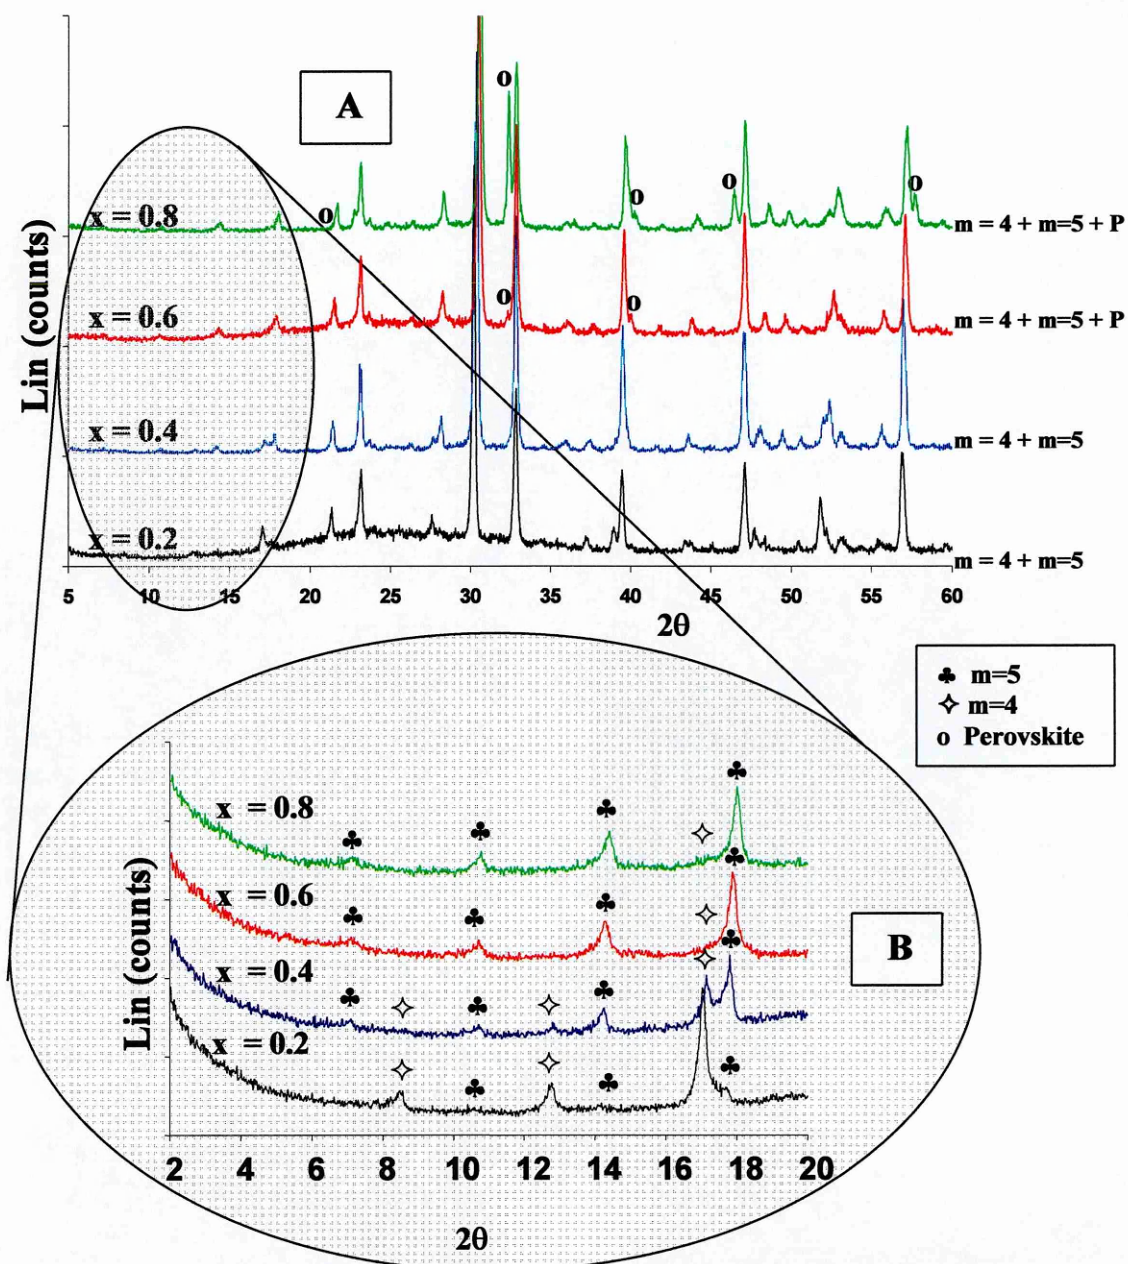 A
o
o
x = 0.8
o
o
o
m = 4 + m=5 + P
x = 0.6
o
o
m = 4 + m=5 + P
x = 0.4
m = 4 + m=5
x = 0.2
m = 4 + m=5
Lin (counts)
5 10 15 20 25 30 35 40 45 50 55 60
2θ
♣ m=5
✧ m=4
o Perovskite
B
x = 0.8
x = 0.6
x = 0.4
x = 0.2
Lin (counts)
2 4 6 8 10 12 14 16 18 20
2θ